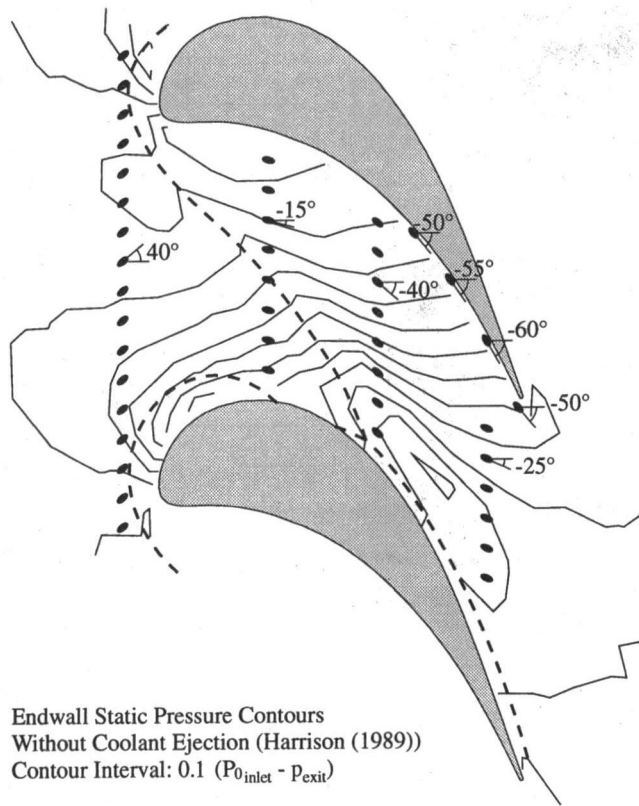 -15°
-50°
40°
-55°
-40°
-60°
-50°
-25°
Endwall Static Pressure Contours
Without Coolant Ejection (Harrison (1989))
Contour Interval: 0.1 (P0inlet - pexit)